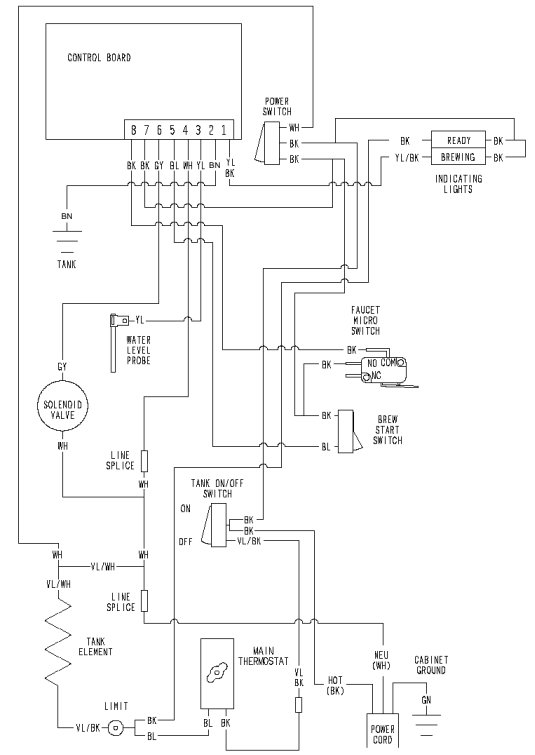 CONTROL BOARD
8 7 6 5 4 3 2 1
BK BK GY BL WH YL BN YL
BK
POWER
SWITCH
WH
BK
BK
BK
READY
BK
YL/BK
BREWING
BK
INDICATING
LIGHTS
BN
TANK
YL
WATER
LEVEL
PROBE
FAUCET
MICRO
SWITCH
BK
BK
NO COM
NC
GY
SOLENOID
VALVE
WH
BK
BL
BREW
START
SWITCH
LINE
SPLICE
WH
TANK ON/OFF
SWITCH
ON
OFF
BK
BK
VL/BK
WH
WH
VL/WH
VL/WH
LINE
SPLICE
TANK
ELEMENT
MAIN
THERMOSTAT
NEU
(WH)
CABINET
GROUND
VL
BK
HOT
(BK)
GN
LIMIT
VL/BK
BK
BL
BL
BK
POWER
CORD